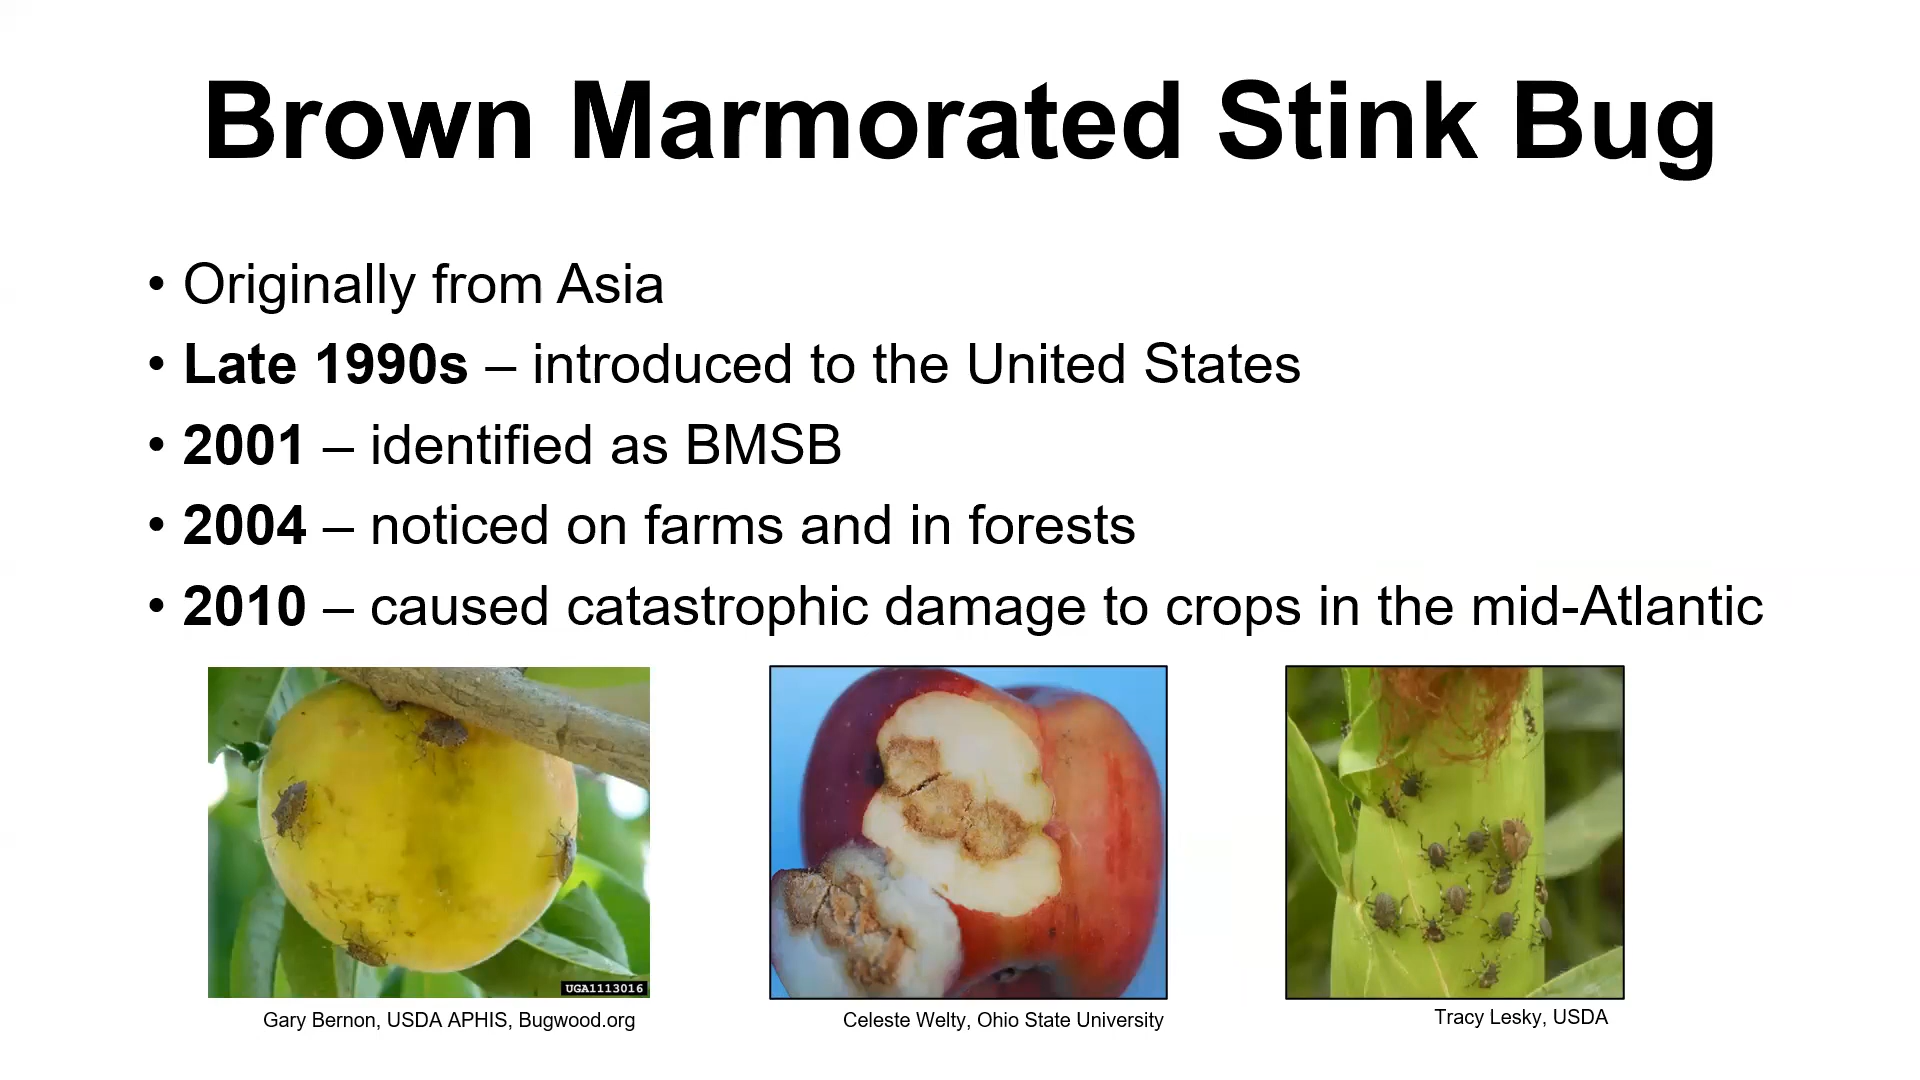 Brown Marmorated Stink Bug
• Originally from Asia
• Late 1990s – introduced to the United States
• 2001 – identified as BMSB
• 2004 – noticed on farms and in forests
• 2010 – caused catastrophic damage to crops in the mid-Atlantic
UGA1113016
Gary Bernon, USDA APHIS, Bugwood.org
Celeste Welty, Ohio State University
Tracy Lesky, USDA